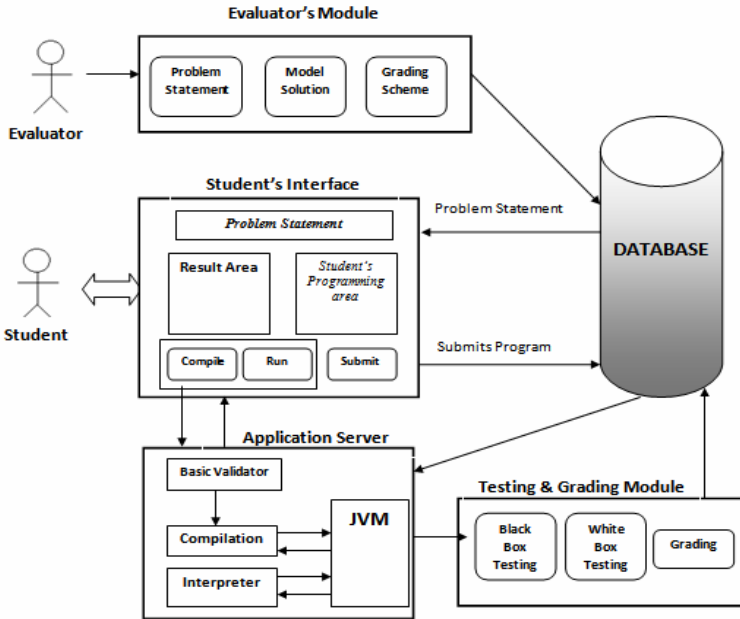 Evaluator's Module
Problem
Statement
Model
Solution
Grading
Scheme
Evaluator
Student's Interface
Problem Statement
Result Area
Student's
Programming
area
Compile
Run
Submit
Student
Problem Statement
Submits Program
DATABASE
Application Server
Basic Validator
Compilation
Interpreter
JVM
Testing & Grading Module
Black
Box
Testing
White
Box
Testing
Grading